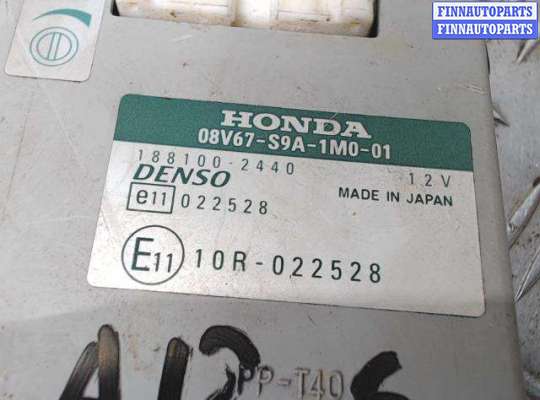 FINNAUTOPARTS
FINNAUTOPARTS
HONDA
08V67-S9A-1M0-01
188100-2440 12V
DENSO MADE IN JAPAN
e11 022528
E11 10R-022528
PP-T40